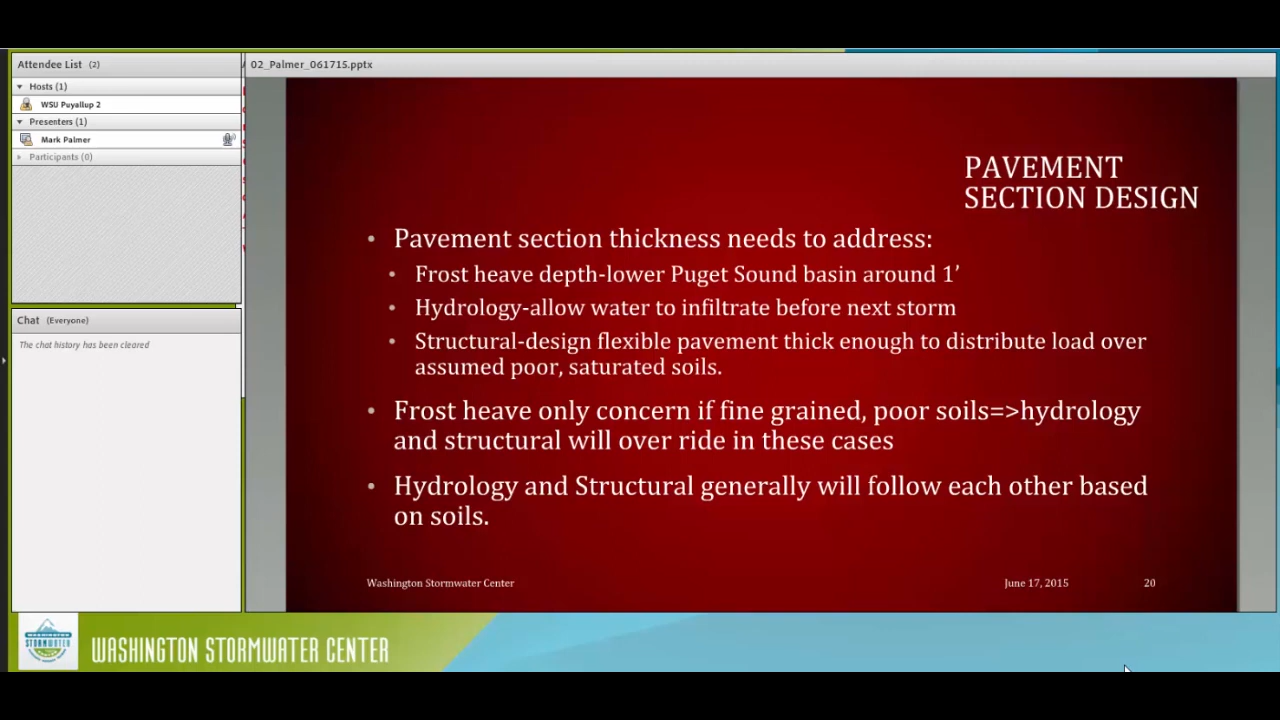 Attendee List (2)
Hosts (1)
WSU Puyallup 2
Presenters (1)
Mark Palmer
Participants (0)
Chat (Everyone)
The chat history has been cleared
02_Palmer_061715.pptx
PAVEMENT
SECTION DESIGN
• Pavement section thickness needs to address:
• Frost heave depth-lower Puget Sound basin around 1’
• Hydrology-allow water to infiltrate before next storm
• Structural-design flexible pavement thick enough to distribute load over
assumed poor, saturated soils.
• Frost heave only concern if fine grained, poor soils=>hydrology
and structural will over ride in these cases
• Hydrology and Structural generally will follow each other based
on soils.
Washington Stormwater Center
June 17, 2015
20
WASHINGTON
STORMWATER
WASHINGTON STORMWATER CENTER